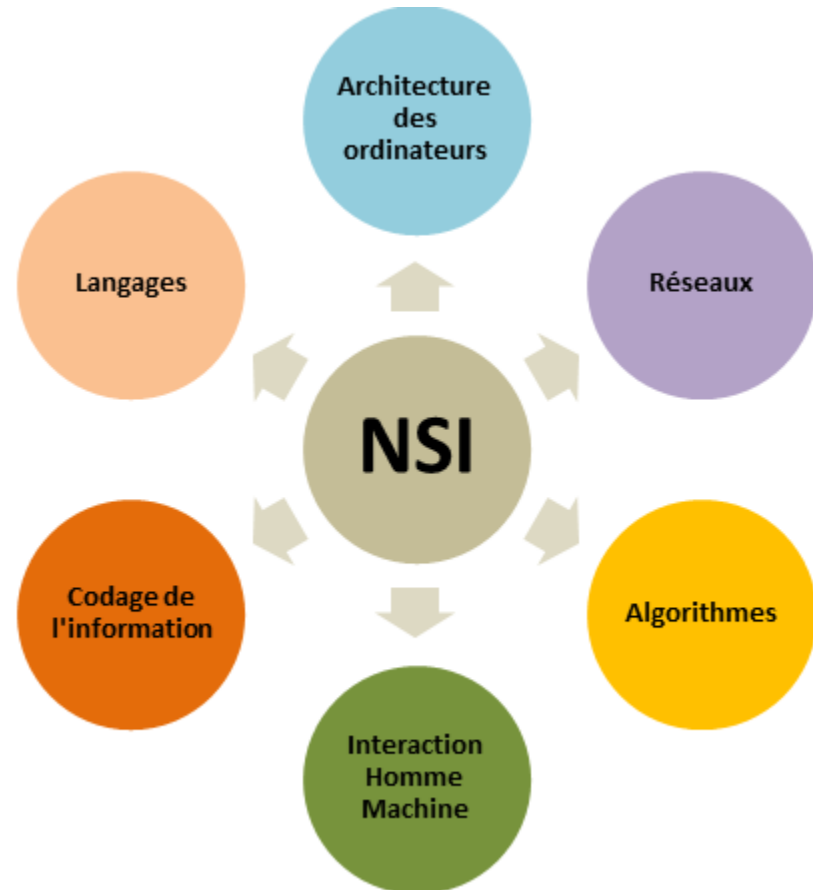 Architecture
des
ordinateurs
Langages
Réseaux
NSI
Codage de
l'information
Algorithmes
Interaction
Homme
Machine